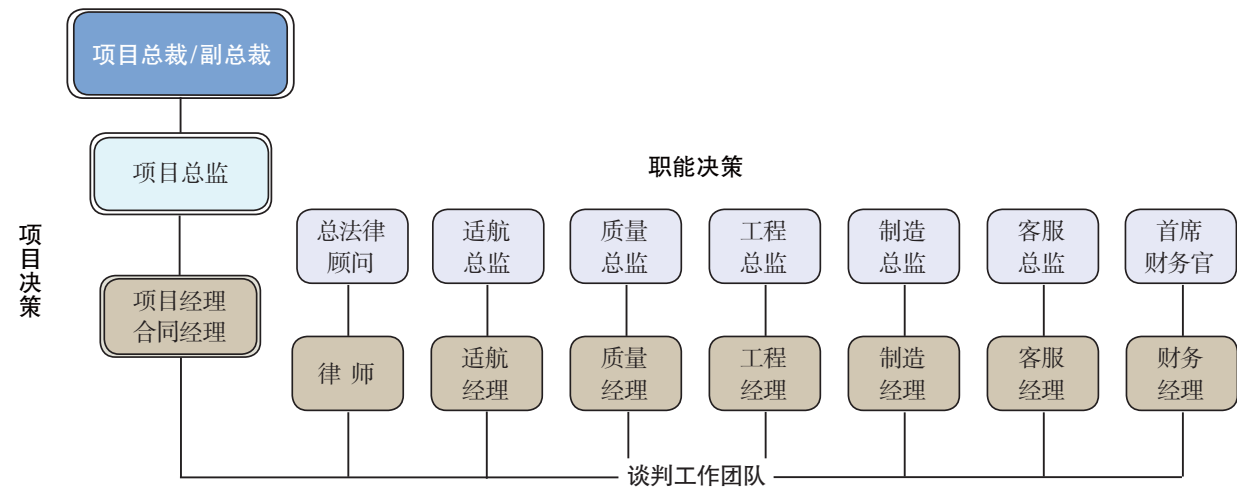 项目总裁/副总裁
项目总监
职能决策
项目决策
总法律
顾问
适航
总监
质量
总监
工程
总监
制造
总监
客服
总监
首席
财务官
项目经理
合同经理
律 师
适航
经理
质量
经理
工程
经理
制造
经理
客服
经理
财务
经理
谈判工作团队